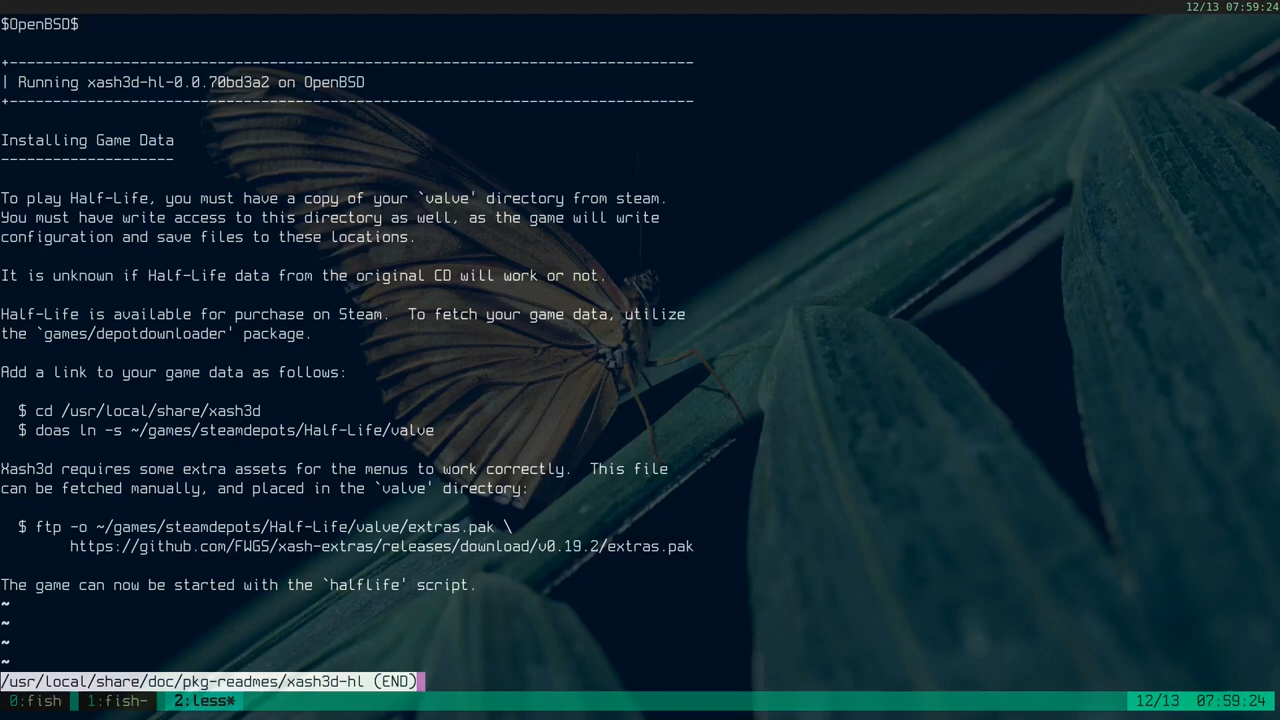 12/13 07:59:24
$OpenBSD$
+-------------------------------------------------------------------------------
| Running xash3d-hl-0.0.70bd3a2 on OpenBSD
+-------------------------------------------------------------------------------
Installing Game Data
--------------------
To play Half-Life, you must have a copy of your `valve' directory from steam.
You must have write access to this directory as well, as the game will write
configuration and save files to these locations.
It is unknown if Half-Life data from the original CD will work or not.
Half-Life is available for purchase on Steam.  To fetch your game data, utilize
the `games/depotdownloader' package.
Add a link to your game data as follows:
  $ cd /usr/local/share/xash3d
  $ doas ln -s ~/games/steamdepots/Half-Life/valve
Xash3d requires some extra assets for the menus to work correctly.  This file
can be fetched manually, and placed in the `valve' directory:
  $ ftp -o ~/games/steamdepots/Half-Life/valve/extras.pak \
        https://github.com/FWGS/xash-extras/releases/download/v0.19.2/extras.pak
The game can now be started with the `halflife' script.
~
~
~
~
/usr/local/share/doc/pkg-readmes/xash3d-hl (END)
0:fish 1:fish- 2:less* 12/13 07:59:24